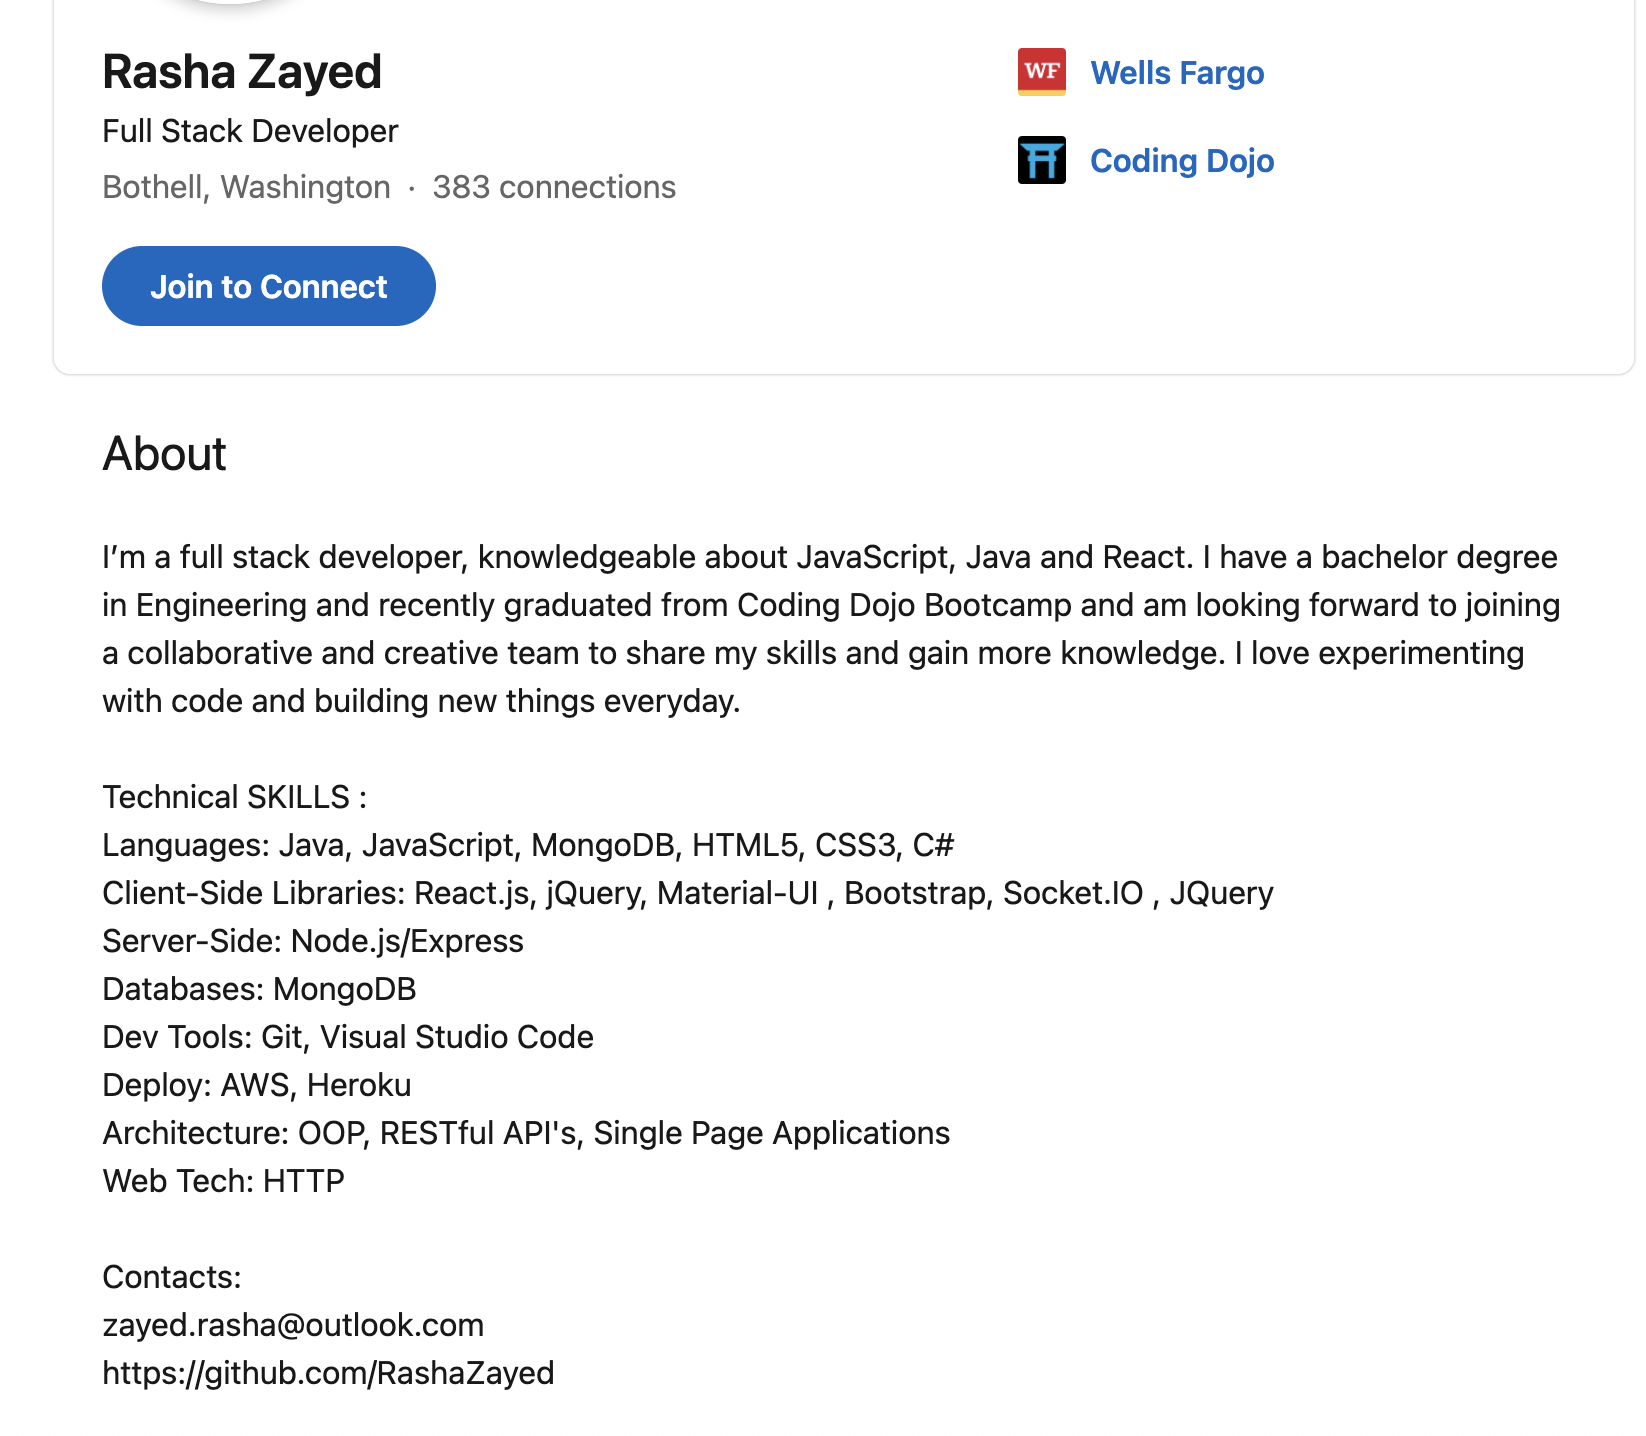 Rasha Zayed
Full Stack Developer
Bothell, Washington · 383 connections
Join to Connect
WF Wells Fargo
Coding Dojo
About
I’m a full stack developer, knowledgeable about JavaScript, Java and React. I have a bachelor degree
in Engineering and recently graduated from Coding Dojo Bootcamp and am looking forward to joining
a collaborative and creative team to share my skills and gain more knowledge. I love experimenting
with code and building new things everyday.
Technical SKILLS :
Languages: Java, JavaScript, MongoDB, HTML5, CSS3, C#
Client-Side Libraries: React.js, jQuery, Material-UI , Bootstrap, Socket.IO , JQuery
Server-Side: Node.js/Express
Databases: MongoDB
Dev Tools: Git, Visual Studio Code
Deploy: AWS, Heroku
Architecture: OOP, RESTful API's, Single Page Applications
Web Tech: HTTP
Contacts:
zayed.rasha@outlook.com
https://github.com/RashaZayed